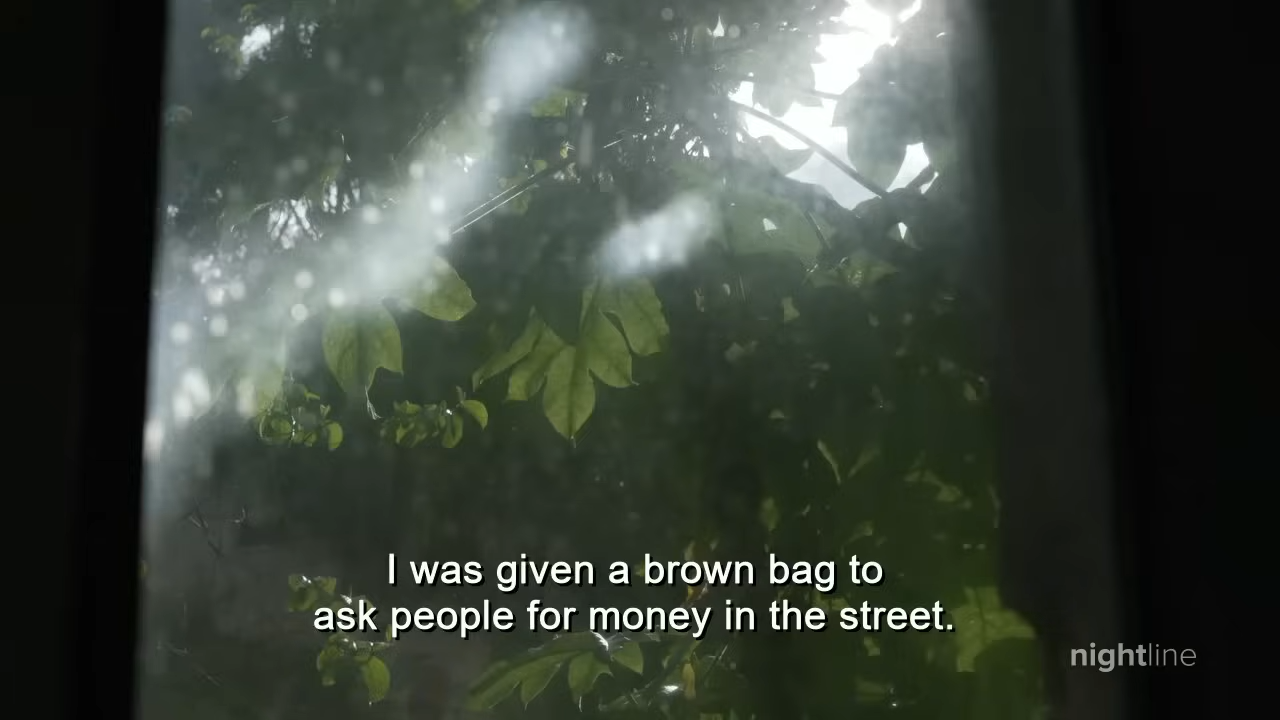 I was given a brown bag to
ask people for money in the street.
nightline